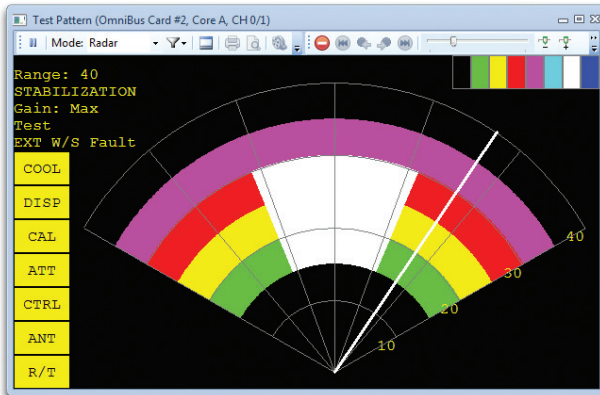 Test Pattern (OmniBus Card #2, Core A, CH 0/1)
Mode: Radar
Range: 40
STABILIZATION
Gain: Max
Test
EXT W/S Fault
COOL
DISP
CAL
ATT
CTRL
ANT
R/T
40
30
20
10